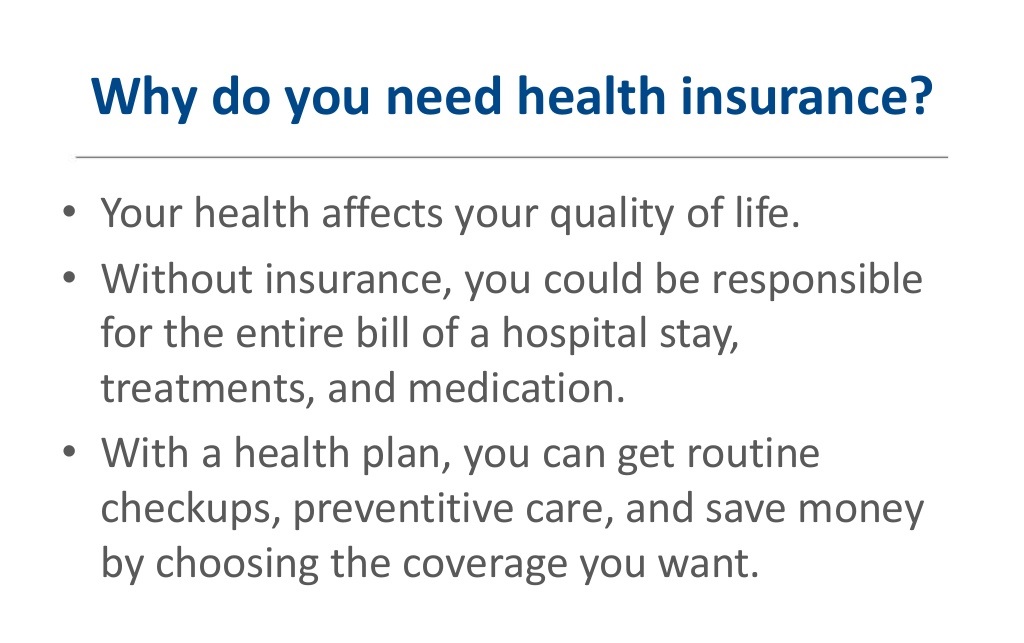 Why do you need health insurance?
• Your health affects your quality of life.
• Without insurance, you could be responsible
for the entire bill of a hospital stay,
treatments, and medication.
• With a health plan, you can get routine
checkups, preventitive care, and save money
by choosing the coverage you want.